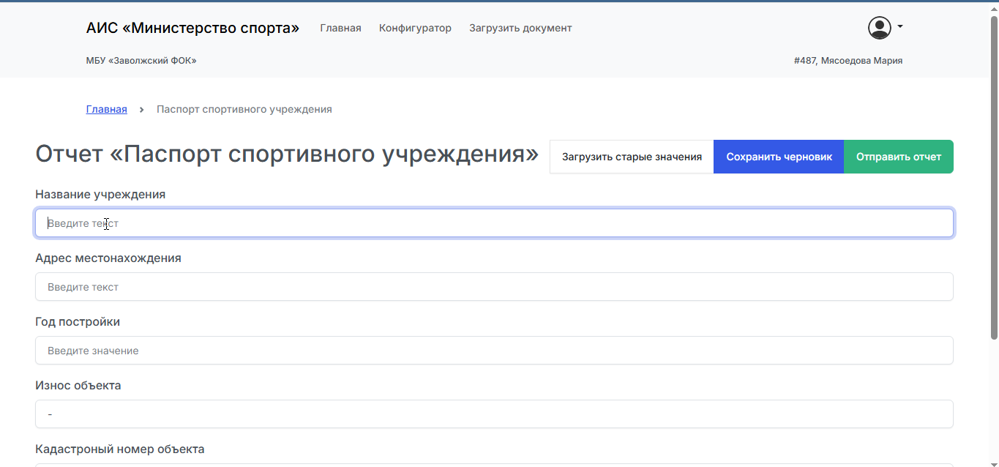 АИС «Министерство спорта» Главная Конфигуратор Загрузить документ
МБУ «Заволжский ФОК» #487, Мясоедова Мария
Главная › Паспорт спортивного учреждения
Отчет «Паспорт спортивного учреждения» Загрузить старые значения Сохранить черновик Отправить отчет
Название учреждения
Введите текст
Адрес местонахождения
Введите текст
Год постройки
Введите значение
Износ объекта
-
Кадастроный номер объекта